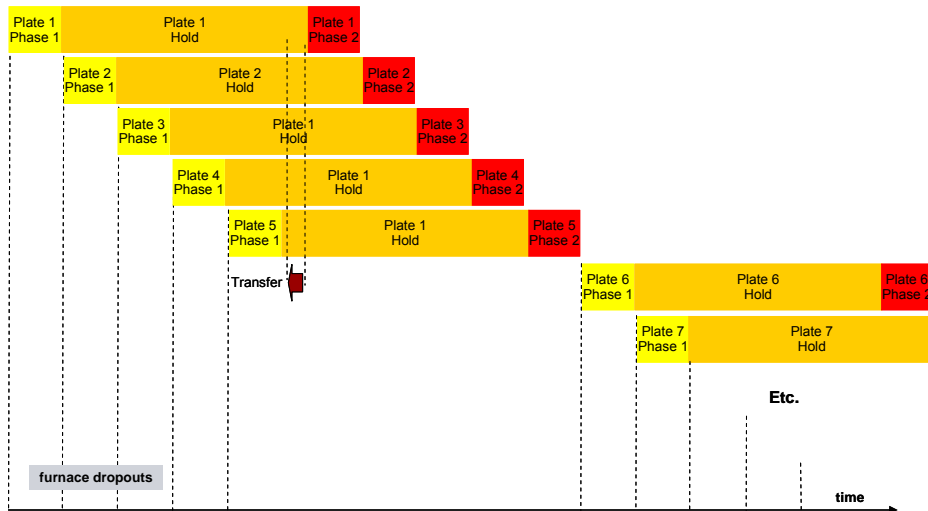 Plate 1
Phase 1
Plate 1
Hold
Plate 1
Phase 2
Plate 2
Phase 1
Plate 2
Hold
Plate 2
Phase 2
Plate 3
Phase 1
Plate 1
Hold
Plate 3
Phase 2
Plate 4
Phase 1
Plate 1
Hold
Plate 4
Phase 2
Plate 5
Phase 1
Plate 1
Hold
Plate 5
Phase 2
Transfer
Plate 6
Phase 1
Plate 6
Hold
Plate 6
Phase 2
Plate 7
Phase 1
Plate 7
Hold
Etc.
furnace dropouts
time